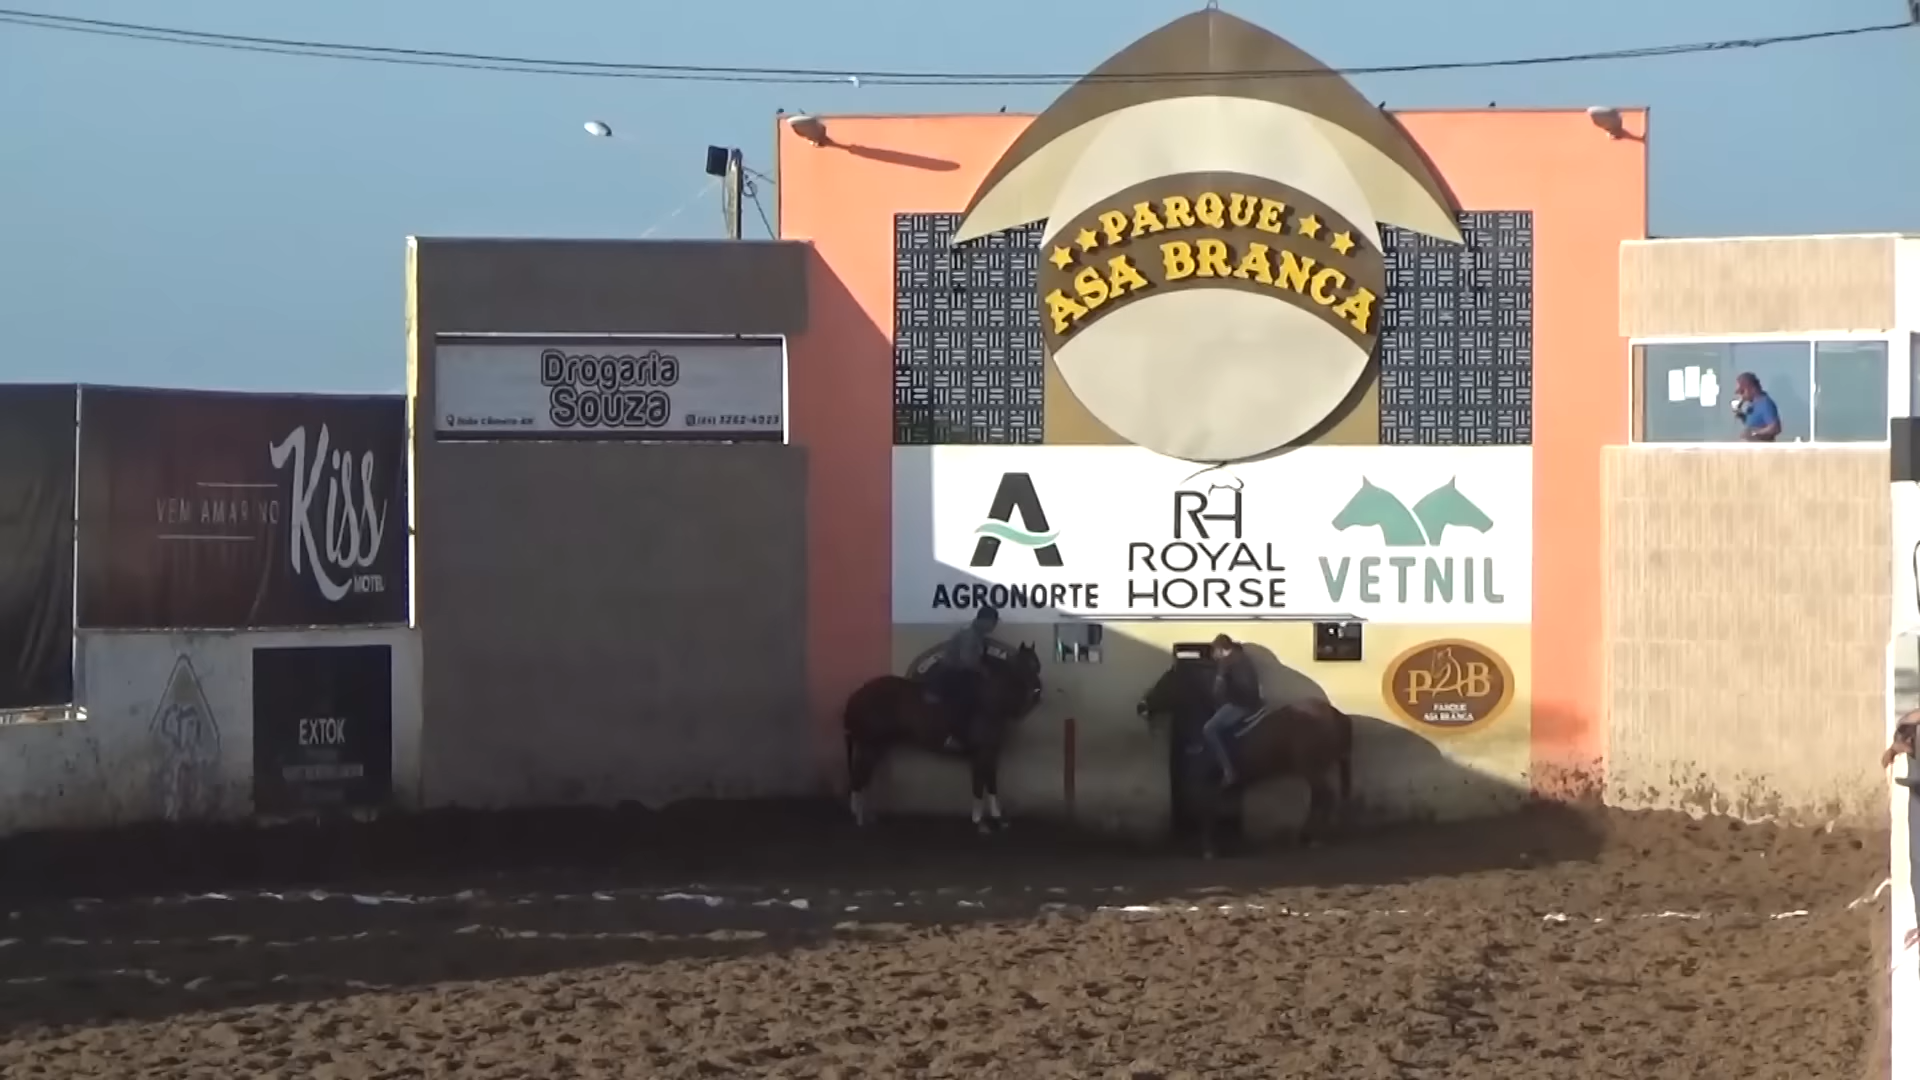 PARQUE
ASA BRANCA
Drogaria
Souza
VEM AMAR NO
Kiss
MOTEL
AGRONORTE
RH
ROYAL
HORSE
VETNIL
EXTOK
P B
PARQUE
ASA BRANCA